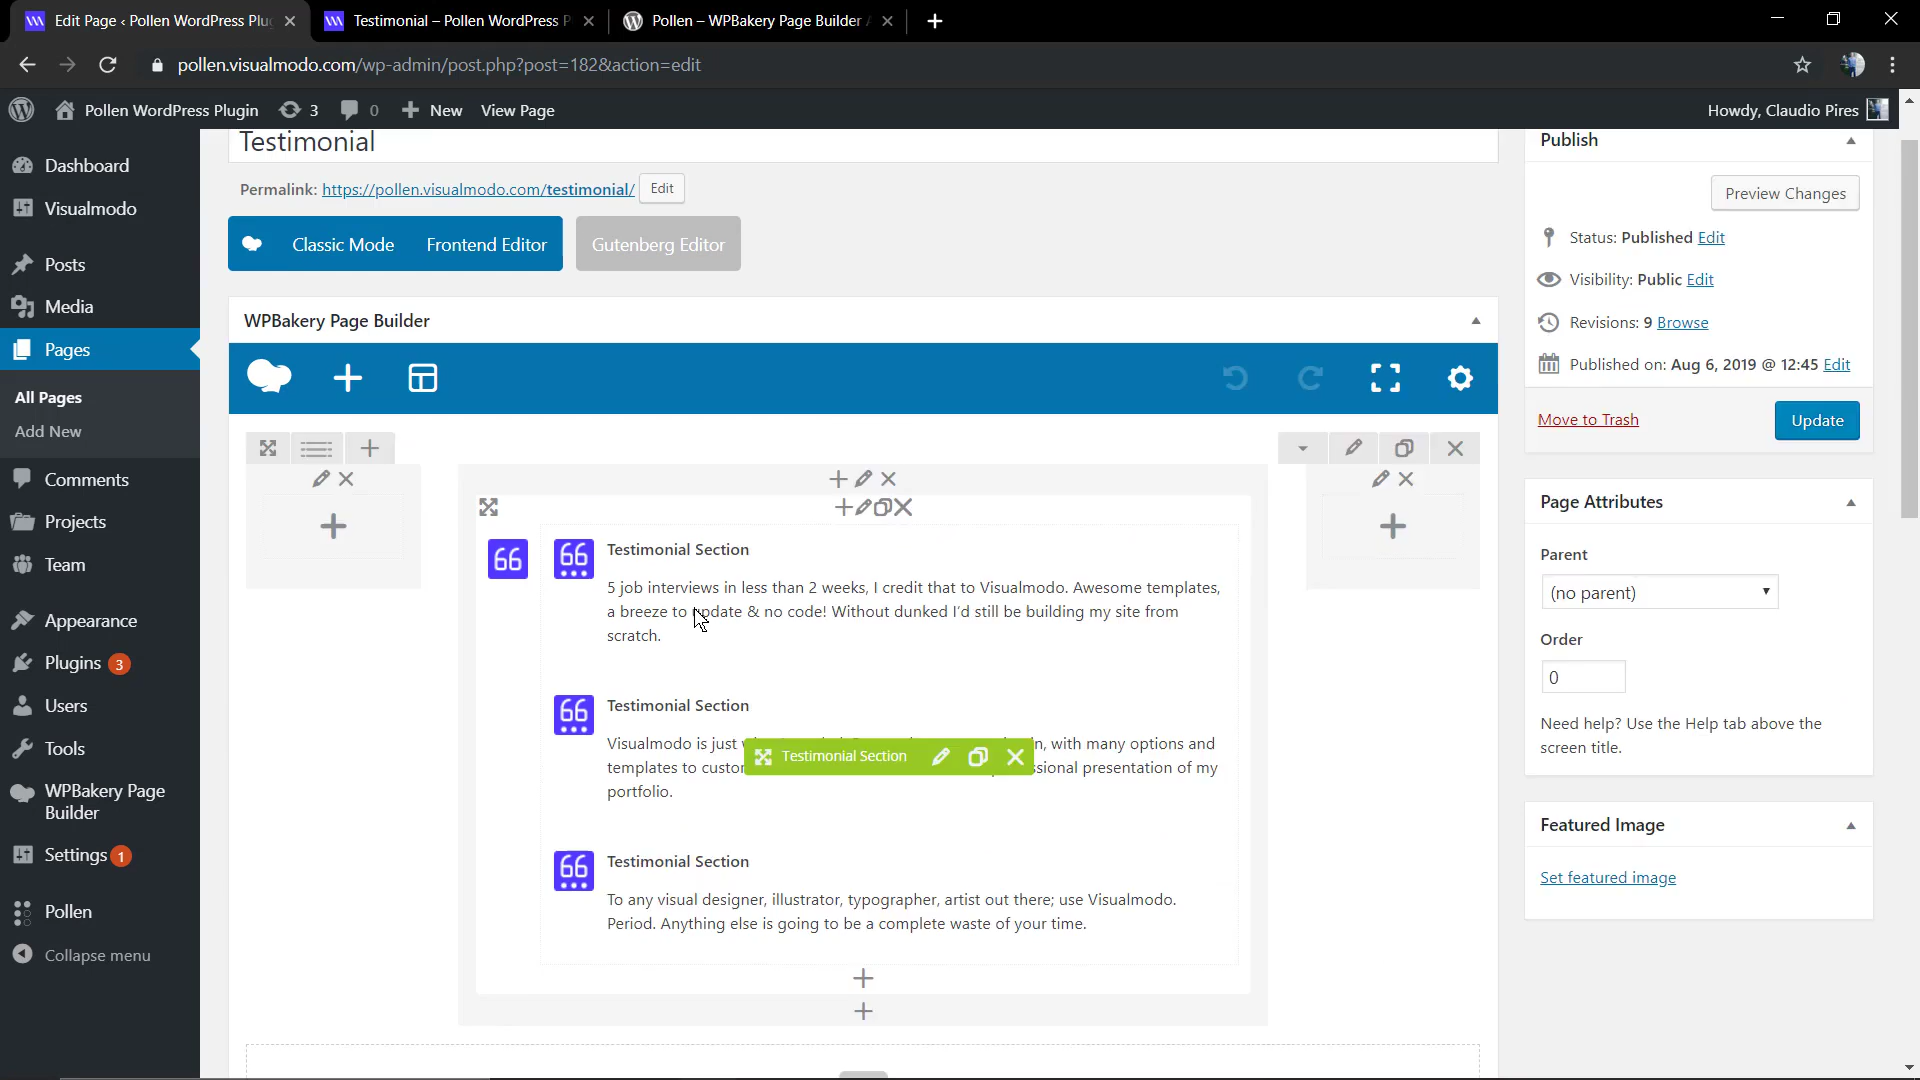 Edit Page ‹ Pollen WordPress Plu
Testimonial – Pollen WordPress P
Pollen – WPBakery Page Builder A
pollen.visualmodo.com/wp-admin/post.php?post=182&action=edit
Pollen WordPress Plugin
3
0
New
View Page
Howdy, Claudio Pires
Dashboard
Visualmodo
Posts
Media
Pages
All Pages
Add New
Comments
Projects
Team
Appearance
Plugins 3
Users
Tools
WPBakery Page
Builder
Settings 1
Pollen
Collapse menu
Testimonial
Permalink: https://pollen.visualmodo.com/testimonial/ Edit
Classic Mode
Frontend Editor
Gutenberg Editor
WPBakery Page Builder
Testimonial Section
5 job interviews in less than 2 weeks, I credit that to Visualmodo. Awesome templates,
a breeze to update & no code! Without dunked I'd still be building my site from
scratch.
Testimonial Section
Visualmodo is just
n, with many options and
templates to custo
ssional presentation of my
portfolio.
Testimonial Section
Testimonial Section
To any visual designer, illustrator, typographer, artist out there; use Visualmodo.
Period. Anything else is going to be a complete waste of your time.
Publish
Preview Changes
Status: Published Edit
Visibility: Public Edit
Revisions: 9 Browse
Published on: Aug 6, 2019 @ 12:45 Edit
Move to Trash
Update
Page Attributes
Parent
(no parent)
Order
0
Need help? Use the Help tab above the
screen title.
Featured Image
Set featured image